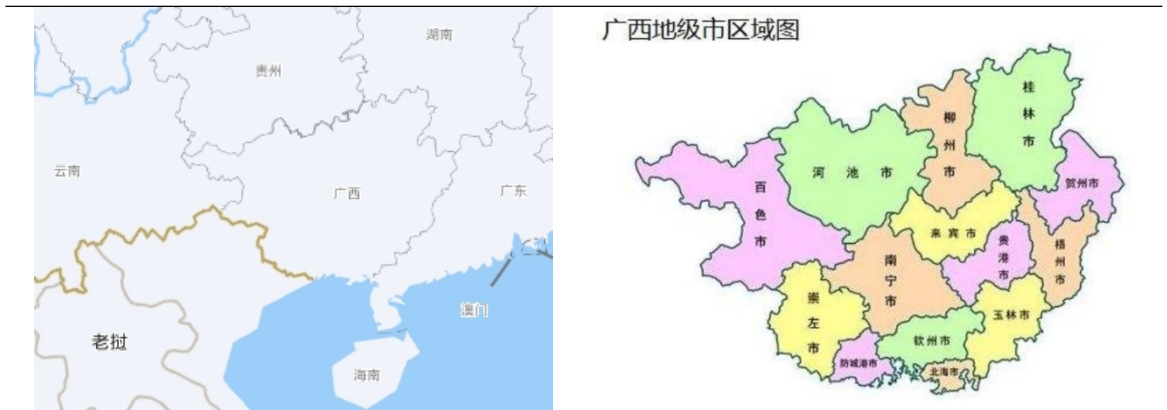 湖南
贵州
云南
广西
广东
澳门
老挝
海南
广西地级市区域图
桂林市
柳州市
河池市
贺州市
百色市
来宾市
贵港市
梧州市
南宁市
崇左市
玉林市
钦州市
防城港市
北海市